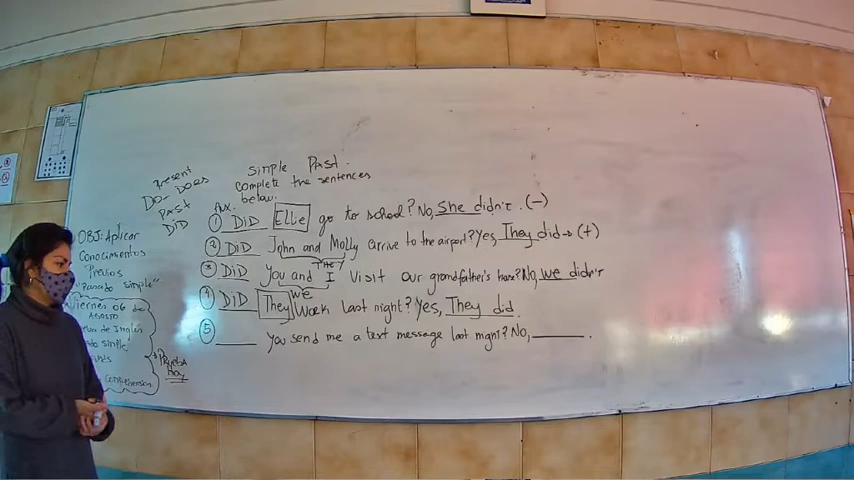 Present
Do - Does
Past
DiD
Simple Past.
complete the sentences
below.
Aux.
① DiD Ellie go to school? No, she didn't. (-)
② DiD John and Molly arrive to the airport? Yes, They did → (+)
They
③ DiD you and I visit our grandfather's house? No, we didn't
we
4 DiD They work last night? Yes, They did.
⑤ ____ You send me a text message last night? No, ____.
OBJ: Aplicar
Conocimientos
Previos
"Pasado simple"
Viernes 06 de
Agosto
de Inglés
simple
Prueba
Hoy